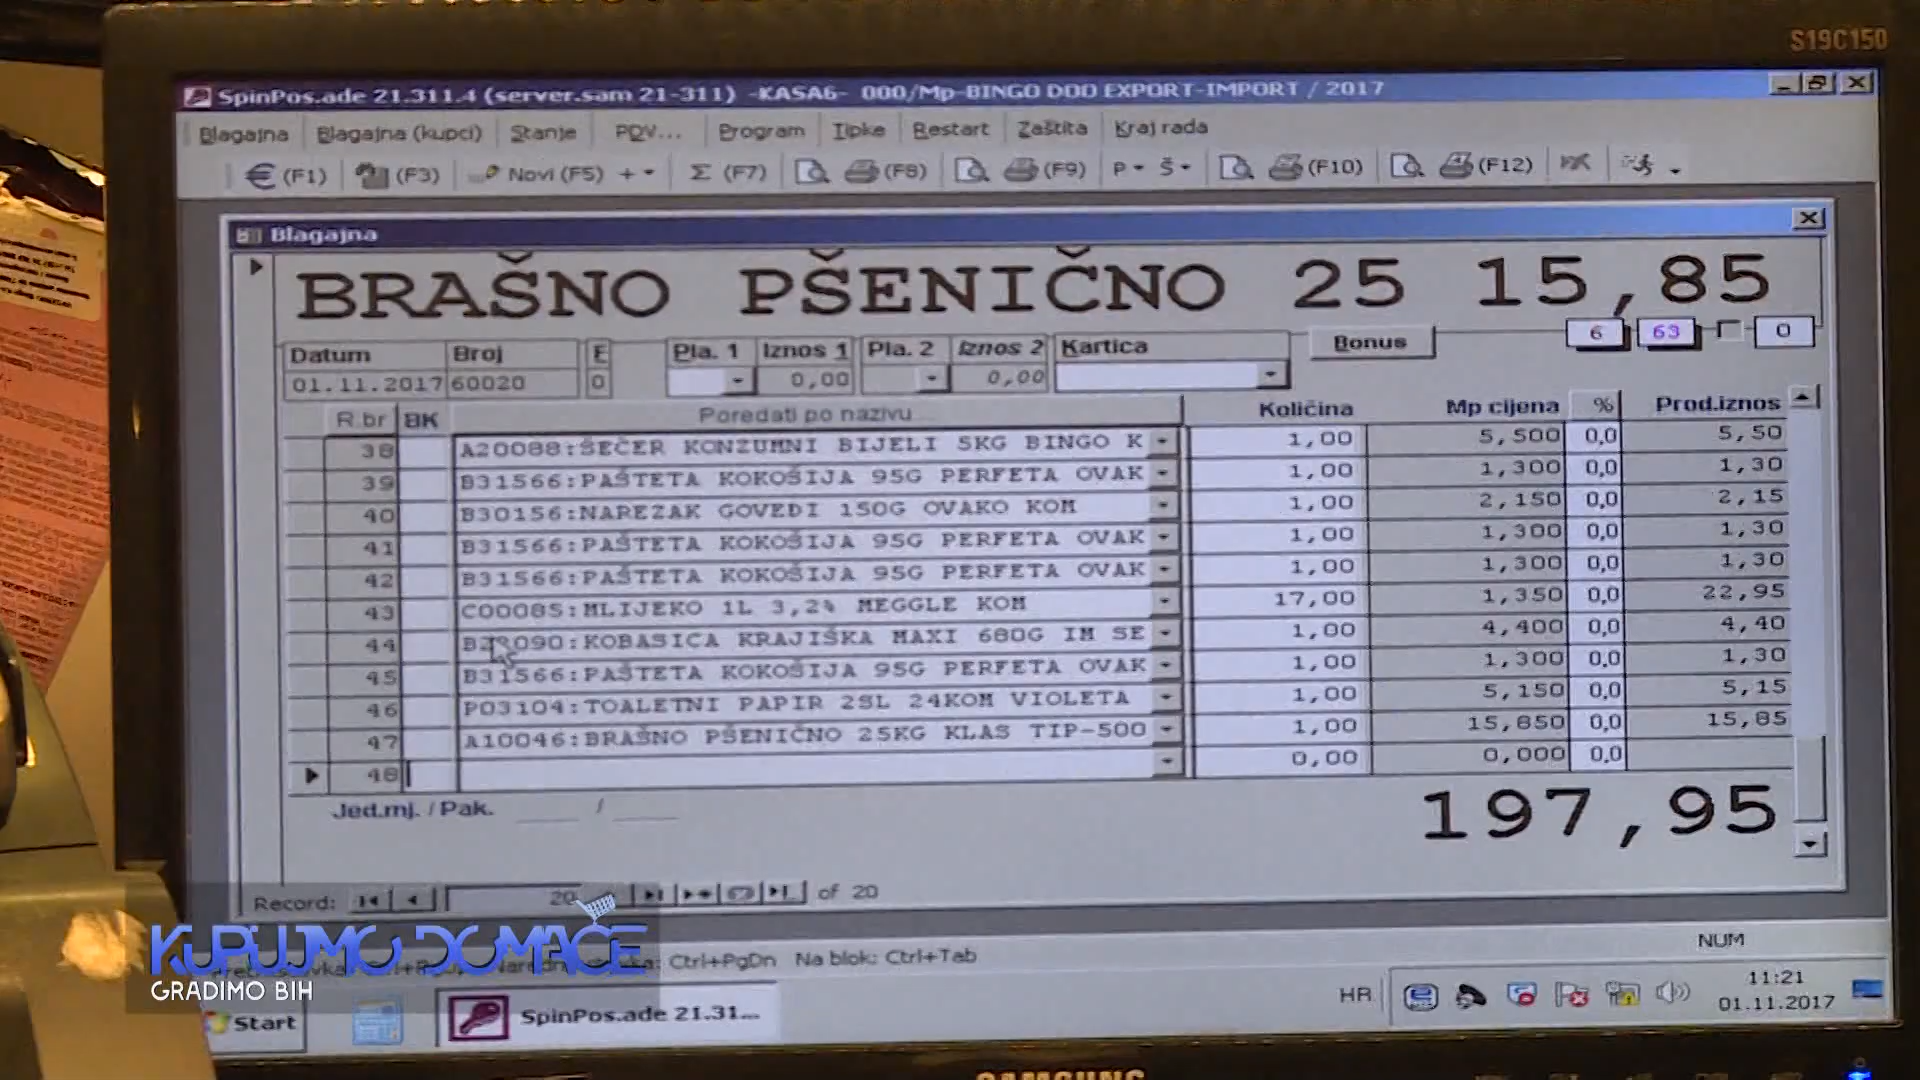 S19C150
SpinPos.ade 21.311.4 (server.sam 21-311) -KASA6- 000/Mp-BINGO DOO EXPORT-IMPORT / 2017
Blagajna Blagajna (kupci) Stanje PDV... Program Tipke Restart Zaštita Kraj rada
€ (F1) (F3) Novi (F5) + Σ (F7) (F8) (F9) P Š (F10) (F12)
Blagajna
BRAŠNO PŠENIČNO 25 15,85
6 63 0
Datum Broj Pla. 1 Iznos 1 Pla. 2 Iznos 2 Kartica Bonus
01.11.2017 60020 0 0,00 0,00
R.br BK Poredati po nazivu Količina Mp cijena % Prod.iznos
38 A20088:ŠEČER KONZUMNI BIJELI 5KG BINGO K 1,00 5,500 0,0 5,50
39 B31566:PAŠTETA KOKOŠIJA 95G PERFETA OVAK 1,00 1,300 0,0 1,30
40 B30156:NAREZAK GOVEDI 150G OVAKO KOM 1,00 2,150 0,0 2,15
41 B31566:PAŠTETA KOKOŠIJA 95G PERFETA OVAK 1,00 1,300 0,0 1,30
42 B31566:PAŠTETA KOKOŠIJA 95G PERFETA OVAK 1,00 1,300 0,0 1,30
43 C00085:MLIJEKO 1L 3,2% MEGGLE KOM 17,00 1,350 0,0 22,95
44 KOBASICA KRAJIŠKA MAXI 680G IM SE 1,00 4,400 0,0 4,40
45 B31566:PAŠTETA KOKOŠIJA 95G PERFETA OVAK 1,00 1,300 0,0 1,30
46 P03104:TOALETNI PAPIR 2SL 24KOM VIOLETA 1,00 5,150 0,0 5,15
47 A10046:BRAŠNO PŠENIČNO 25KG KLAS TIP-500 1,00 15,850 0,0 15,85
48 0,00 0,000 0,0
Jed.mj. / Pak. /
197,95
Record: 20 of 20
KUPUJMO DOMAĆE
GRADIMO BIH
Ctrl+PgDn Na blok: Ctrl+Tab
NUM
Start SpinPos.ade 21.31... HR 11:21
01.11.2017
SAMSUNG